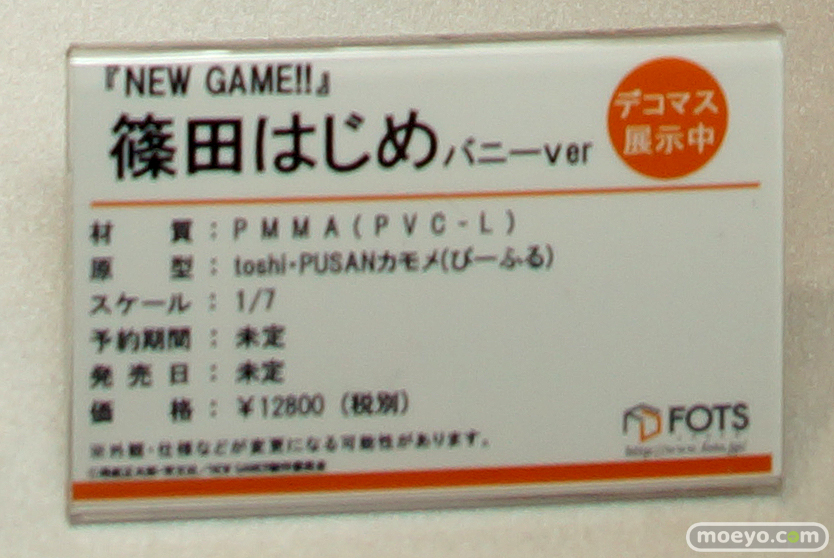 『NEW GAME!!』
篠田はじめバニーver
デコマス
展示中
材質：PMMA(PVC-L)
原型：toshi・PUSANカモメ(びーふる)
スケール：1/7
予約期間：未定
発売日：未定
価格：¥12800（税別）
※外観・仕様などが変更になる可能性があります。
FOTS
moeyo.com